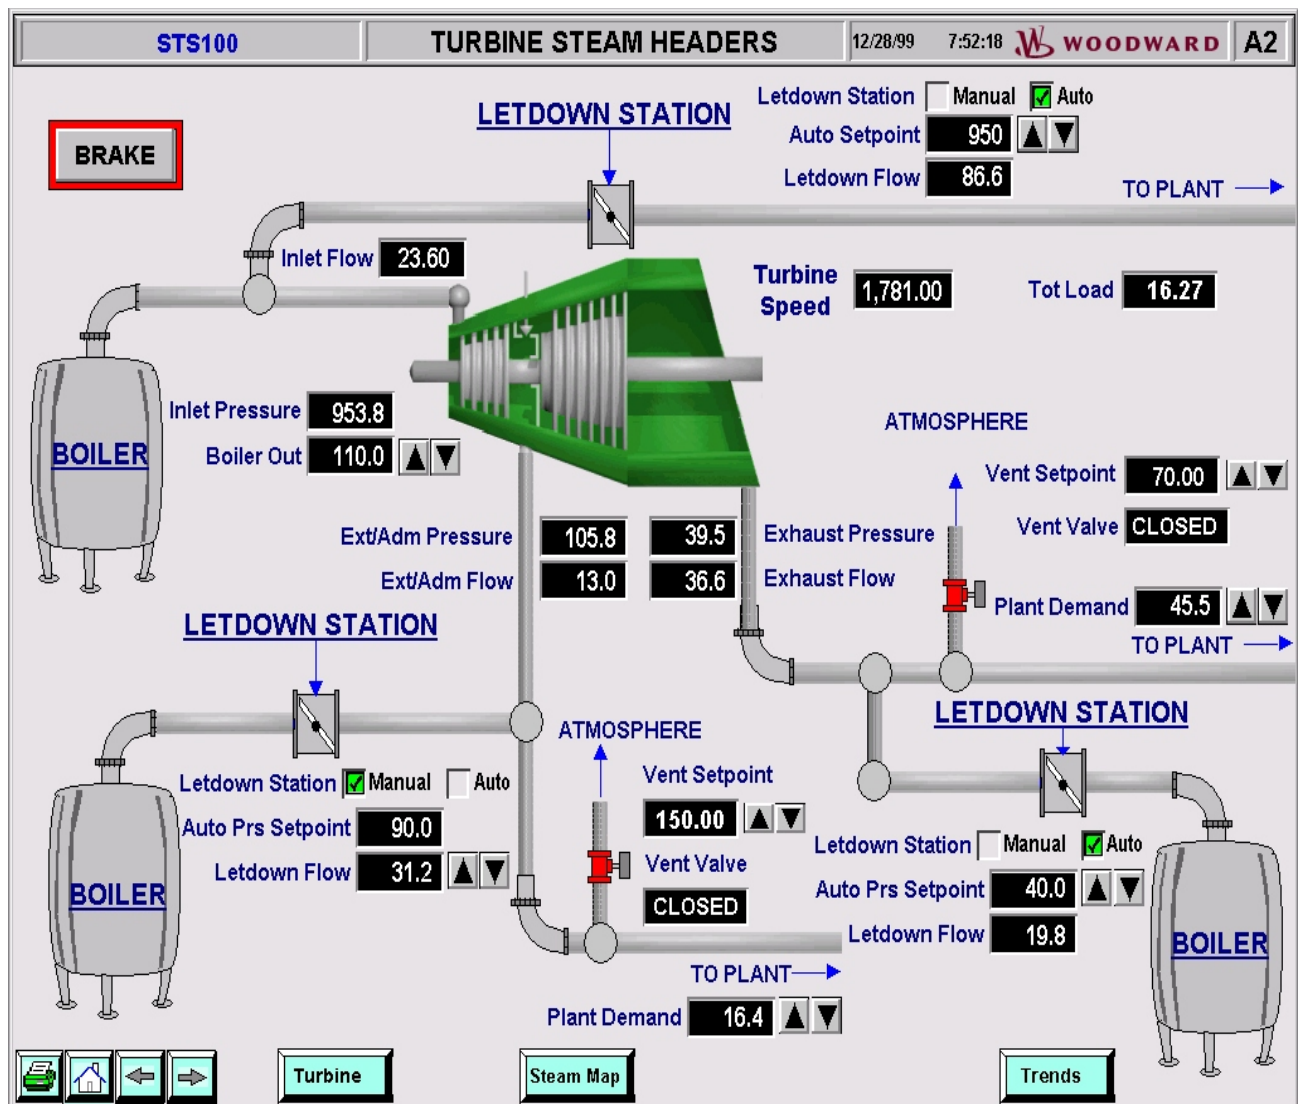 STS100
TURBINE STEAM HEADERS
12/28/99 7:52:18
WOODWARD
A2
BRAKE
LETDOWN STATION
Letdown Station Manual Auto
Auto Setpoint 950
Letdown Flow 86.6
TO PLANT
Inlet Flow 23.60
Turbine Speed 1,781.00
Tot Load 16.27
BOILER
Inlet Pressure 953.8
Boiler Out 110.0
ATMOSPHERE
Vent Setpoint 70.00
Vent Valve CLOSED
Ext/Adm Pressure 105.8
39.5 Exhaust Pressure
Ext/Adm Flow 13.0
36.6 Exhaust Flow
Plant Demand 45.5
TO PLANT
LETDOWN STATION
LETDOWN STATION
ATMOSPHERE
Letdown Station Manual Auto
Auto Prs Setpoint 90.0
Letdown Flow 31.2
BOILER
Vent Setpoint
150.00
Vent Valve
CLOSED
Letdown Station Manual Auto
Auto Prs Setpoint 40.0
Letdown Flow 19.8
BOILER
TO PLANT
Plant Demand 16.4
Turbine
Steam Map
Trends